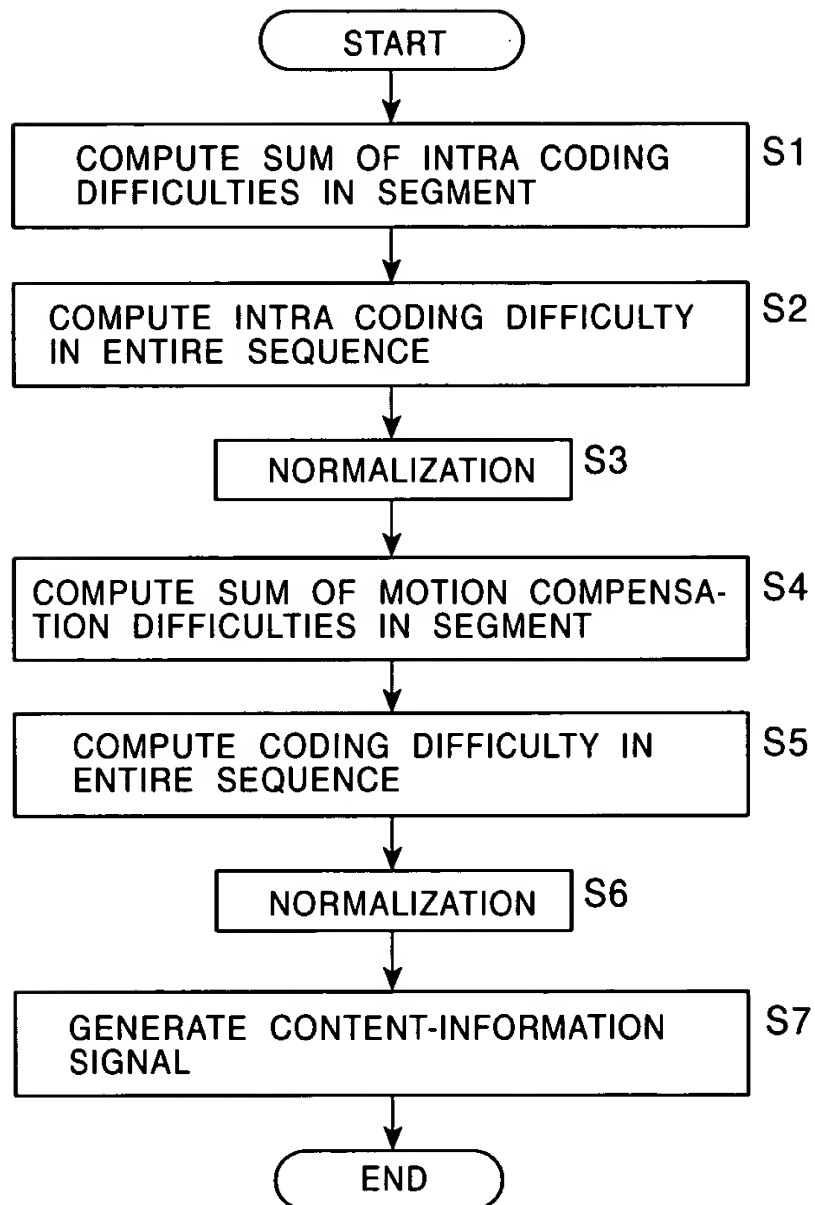 START
COMPUTE SUM OF INTRA CODING
DIFFICULTIES IN SEGMENT
S1
COMPUTE INTRA CODING DIFFICULTY
IN ENTIRE SEQUENCE
S2
NORMALIZATION
S3
COMPUTE SUM OF MOTION COMPENSA-
TION DIFFICULTIES IN SEGMENT
S4
COMPUTE CODING DIFFICULTY IN
ENTIRE SEQUENCE
S5
NORMALIZATION
S6
GENERATE CONTENT-INFORMATION
SIGNAL
S7
END